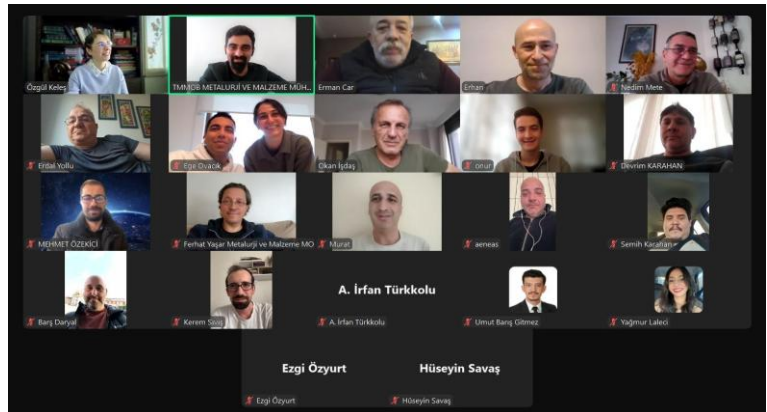 Özgül Keleş
TMMOB METALURJİ VE MALZEME MÜH...
Erman Car
Erhan
Nedim Mete
Erdal Yollu
Ege Ovacık
Okan İşdaş
onur
Devrim KARAHAN
MEHMET ÖZEKİCİ
Ferhat Yaşar Metalurji ve Malzeme MO
Murat
aeneas
Semih Karahan
Barış Daryal
Kerem
A. İrfan Türkkolu
A. İrfan Türkkolu
Umut Barış Gitmez
Yağmur Laleci
Ezgi Özyurt
Hüseyin Savaş
Ezgi Özyurt
Hüseyin Savaş